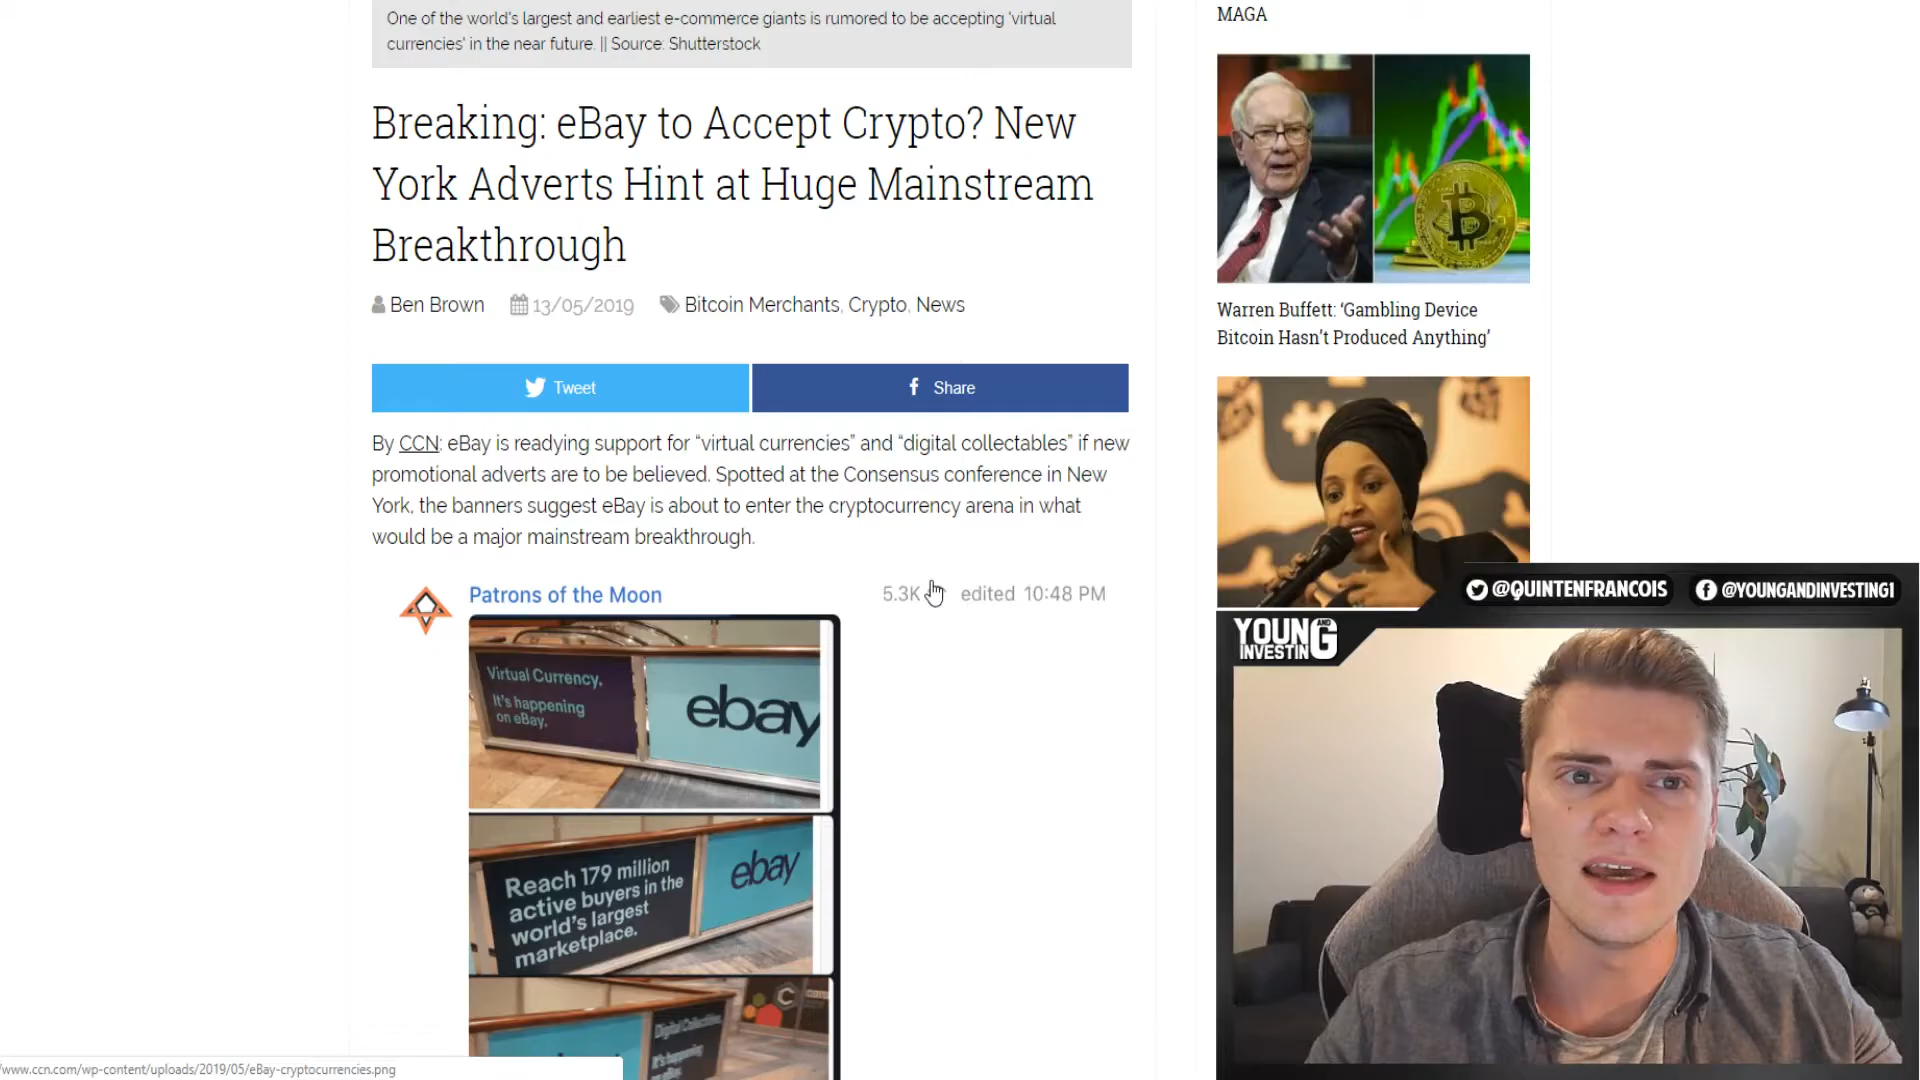 One of the world's largest and earliest e-commerce giants is rumored to be accepting 'virtual
currencies' in the near future. || Source: Shutterstock
Breaking: eBay to Accept Crypto? New
York Adverts Hint at Huge Mainstream
Breakthrough
Ben Brown 13/05/2019 Bitcoin Merchants, Crypto, News
Tweet Share
By CCN: eBay is readying support for “virtual currencies” and “digital collectables” if new
promotional adverts are to be believed. Spotted at the Consensus conference in New
York, the banners suggest eBay is about to enter the cryptocurrency arena in what
would be a major mainstream breakthrough.
Patrons of the Moon 5.3K edited 10:48 PM
Virtual Currency.
It's happening
on eBay.
ebay
Reach 179 million
active buyers in the
world's largest
marketplace.
ebay
Digital Collectibles.
It's happening
MAGA
Warren Buffett: ‘Gambling Device
Bitcoin Hasn’t Produced Anything’
@QUINTENFRANCOIS @YOUNGANDINVESTING1
YOUNG
AND
INVESTIN
www.ccn.com/wp-content/uploads/2019/05/eBay-cryptocurrencies.png